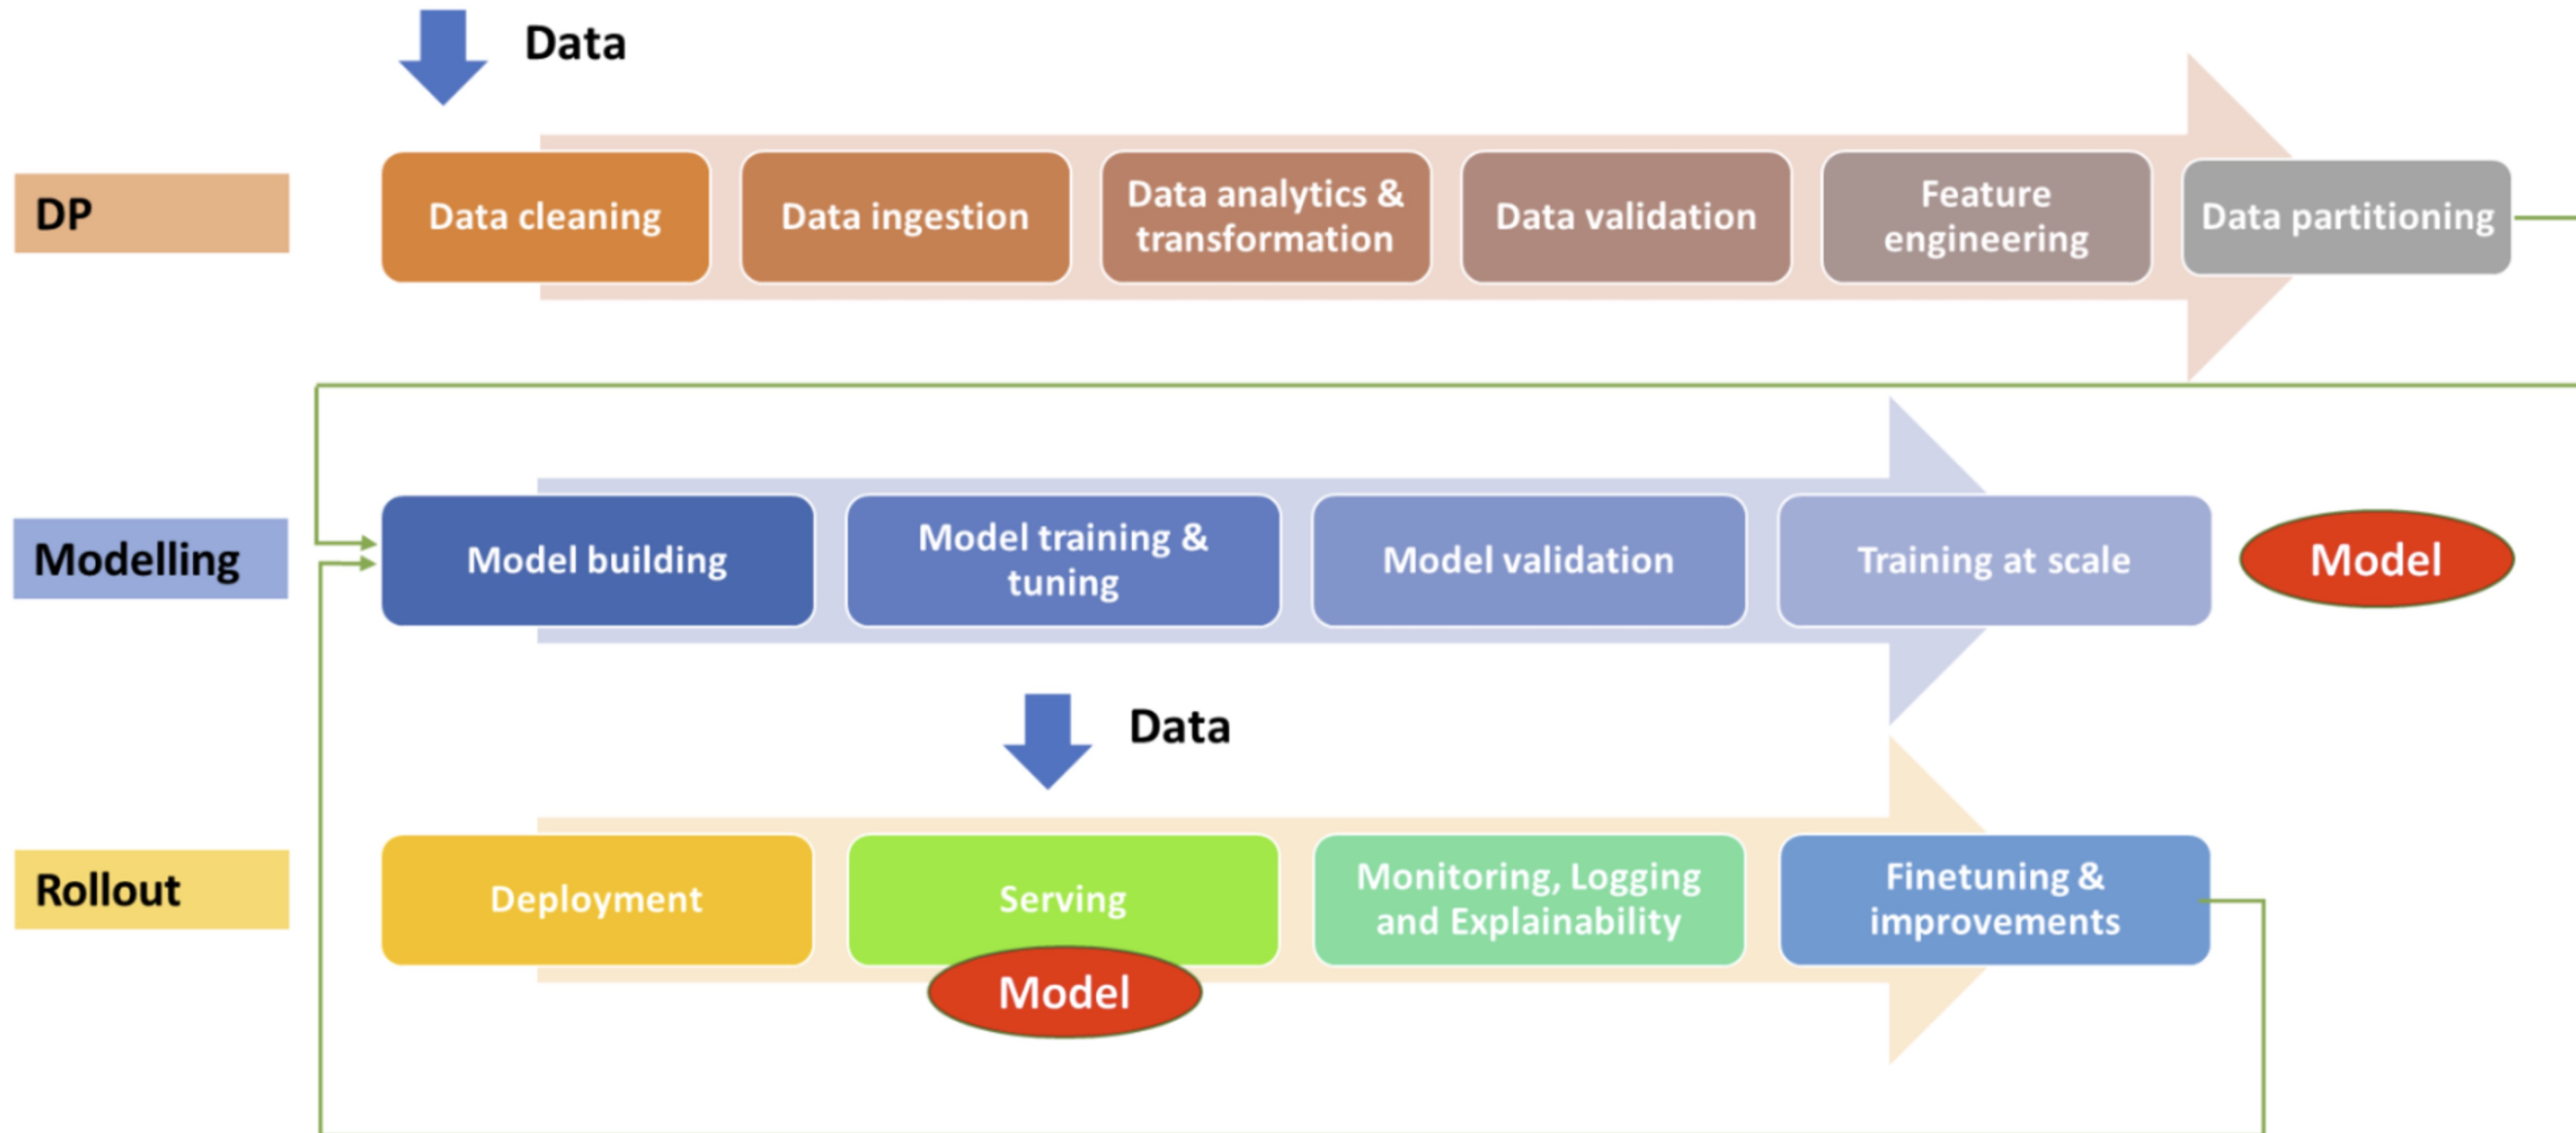 Data
DP
Data cleaning
Data ingestion
Data analytics &
transformation
Data validation
Feature
engineering
Data partitioning
Modelling
Model building
Model training &
tuning
Model validation
Training at scale
Model
Data
Rollout
Deployment
Serving
Model
Monitoring, Logging
and Explainability
Finetuning &
improvements